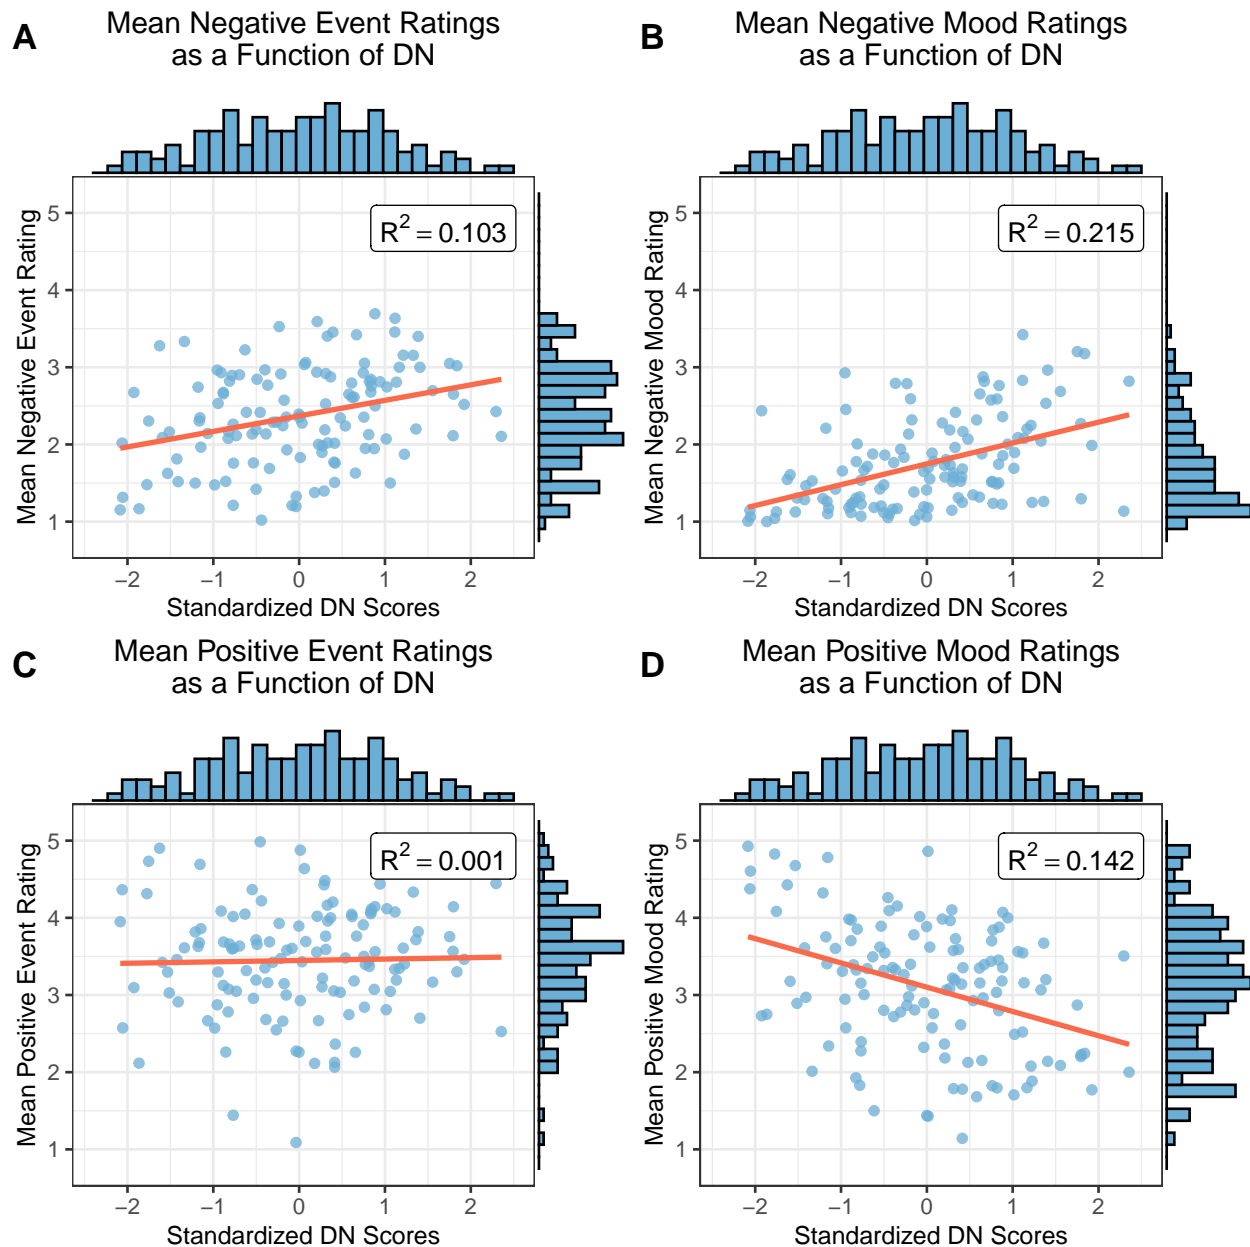 A
Mean Negative Event Ratings
as a Function of DN
R² = 0.103
Mean Negative Event Rating
5
4
3
2
1
−2 −1 0 1 2
Standardized DN Scores
B
Mean Negative Mood Ratings
as a Function of DN
R² = 0.215
Mean Negative Mood Rating
5
4
3
2
1
−2 −1 0 1 2
Standardized DN Scores
C
Mean Positive Event Ratings
as a Function of DN
R² = 0.001
Mean Positive Event Rating
5
4
3
2
1
−2 −1 0 1 2
Standardized DN Scores
D
Mean Positive Mood Ratings
as a Function of DN
R² = 0.142
Mean Positive Mood Rating
5
4
3
2
1
−2 −1 0 1 2
Standardized DN Scores